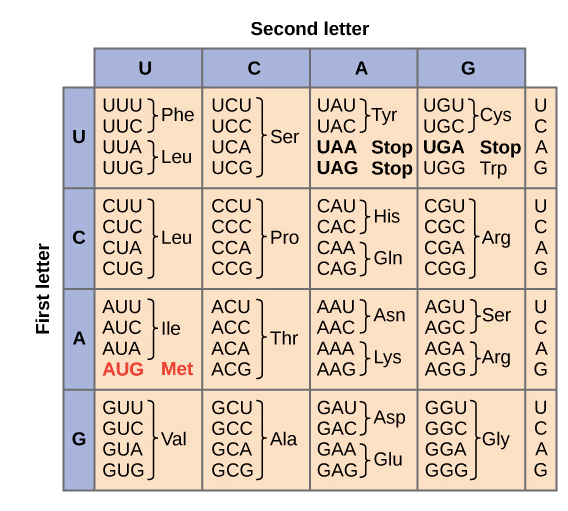 Second letter
U C A G
First letter
U
UUU
UUC
Phe
UUA
UUG
Leu
UCU
UCC
UCA
UCG
Ser
UAU
UAC
Tyr
UAA Stop
UAG Stop
UGU
UGC
Cys
UGA Stop
UGG Trp
U
C
A
G
C
CUU
CUC
CUA
CUG
Leu
CCU
CCC
CCA
CCG
Pro
CAU
CAC
His
CAA
CAG
Gln
CGU
CGC
CGA
CGG
Arg
U
C
A
G
A
AUU
AUC
AUA
Ile
AUG Met
ACU
ACC
ACA
ACG
Thr
AAU
AAC
Asn
AAA
AAG
Lys
AGU
AGC
Ser
AGA
AGG
Arg
U
C
A
G
G
GUU
GUC
GUA
GUG
Val
GCU
GCC
GCA
GCG
Ala
GAU
GAC
Asp
GAA
GAG
Glu
GGU
GGC
GGA
GGG
Gly
U
C
A
G